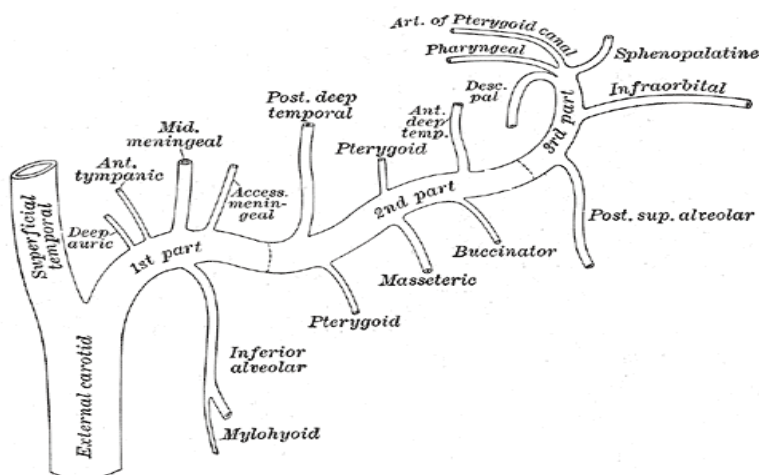 Art. of Pterygoid canal
Pharyngeal
Sphenopalatine
Desc.
pal
Infraorbital
Post. deep
temporal
Ant.
deep
temp.
3rd part
Mid.
meningeal
Pterygoid
Ant.
tympanic
Access.
menin-
geal
2nd part
Post. sup. alveolar
Superficial
temporal
Deep
auric.
1st part
Buccinator
Masseteric
Pterygoid
Inferior
alveolar
External carotid
Mylohyoid